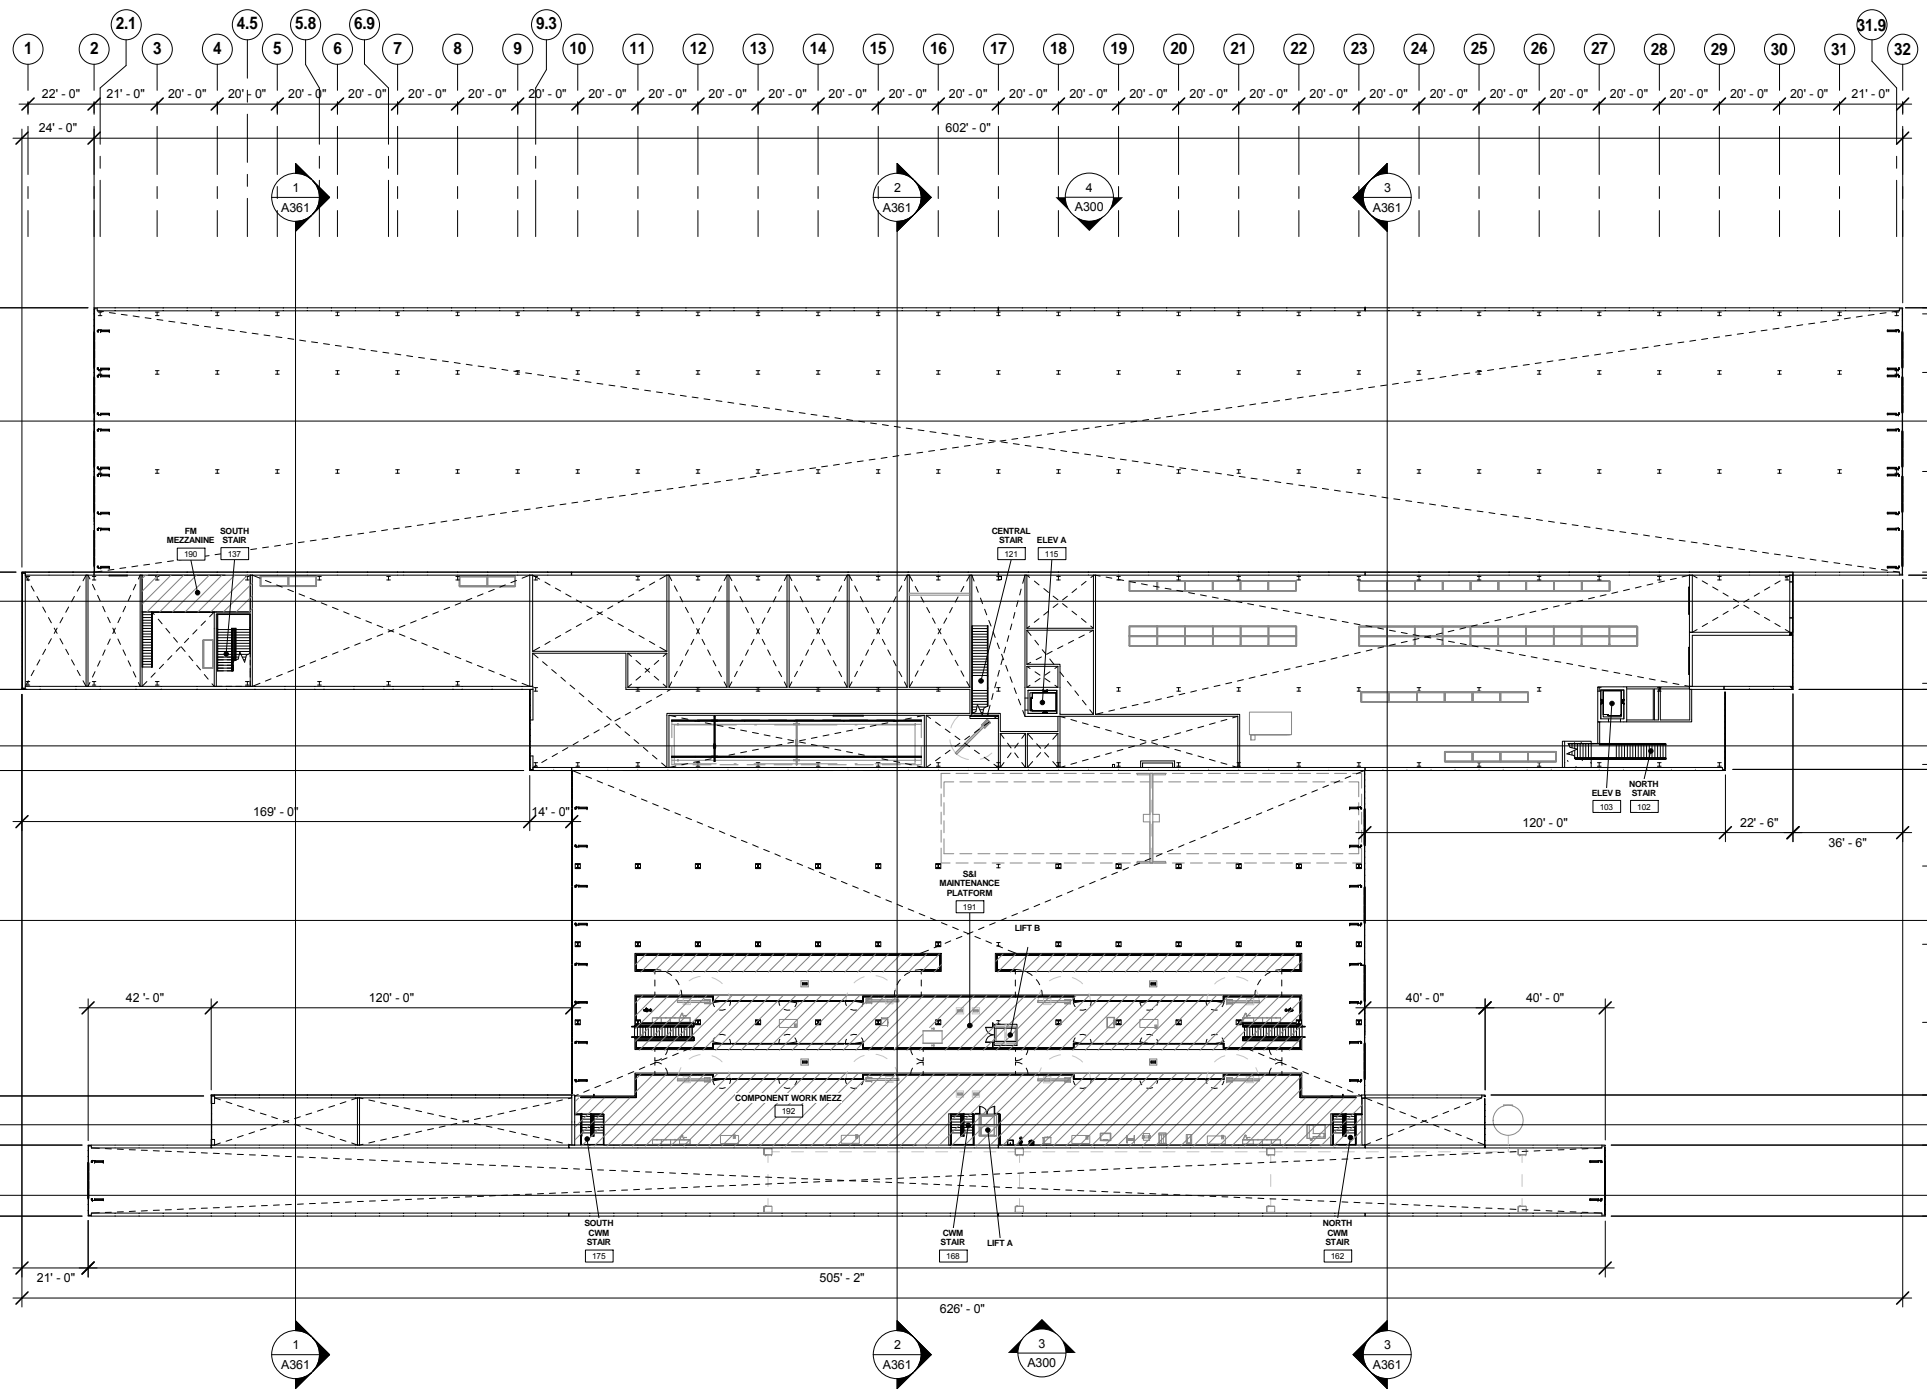 2.1 4.5 5.8 6.9 9.3 31.9
1 2 3 4 5 6 7 8 9 10 11 12 13 14 15 16 17 18 19 20 21 22 23 24 25 26 27 28 29 30 31 32
22' - 0" 21' - 0" 20' - 0" 20' - 0" 20' - 0" 20' - 0" 20' - 0" 20' - 0" 20' - 0" 20' - 0" 20' - 0" 20' - 0" 20' - 0" 20' - 0" 20' - 0" 20' - 0" 20' - 0" 20' - 0" 20' - 0" 20' - 0" 20' - 0" 20' - 0" 20' - 0" 20' - 0" 20' - 0" 20' - 0" 20' - 0" 20' - 0" 20' - 0" 20' - 0" 21' - 0"
24' - 0" 602' - 0"
1
A361
2
A361
4
A300
3
A361
FM
MEZZANINE
190
SOUTH
STAIR
137
CENTRAL
STAIR
121
ELEV A
115
ELEV B
103
NORTH
STAIR
102
169' - 0" 14' - 0" 120' - 0" 22' - 6" 36' - 6"
S&I
MAINTENANCE
PLATFORM
191
LIFT B
42' - 0" 120' - 0" 40' - 0" 40' - 0"
COMPONENT WORK MEZZ
192
SOUTH
CWM
STAIR
175
CWM
STAIR
168
LIFT A
NORTH
CWM
STAIR
162
21' - 0" 505' - 2"
626' - 0"
1
A361
2
A361
3
A300
3
A361